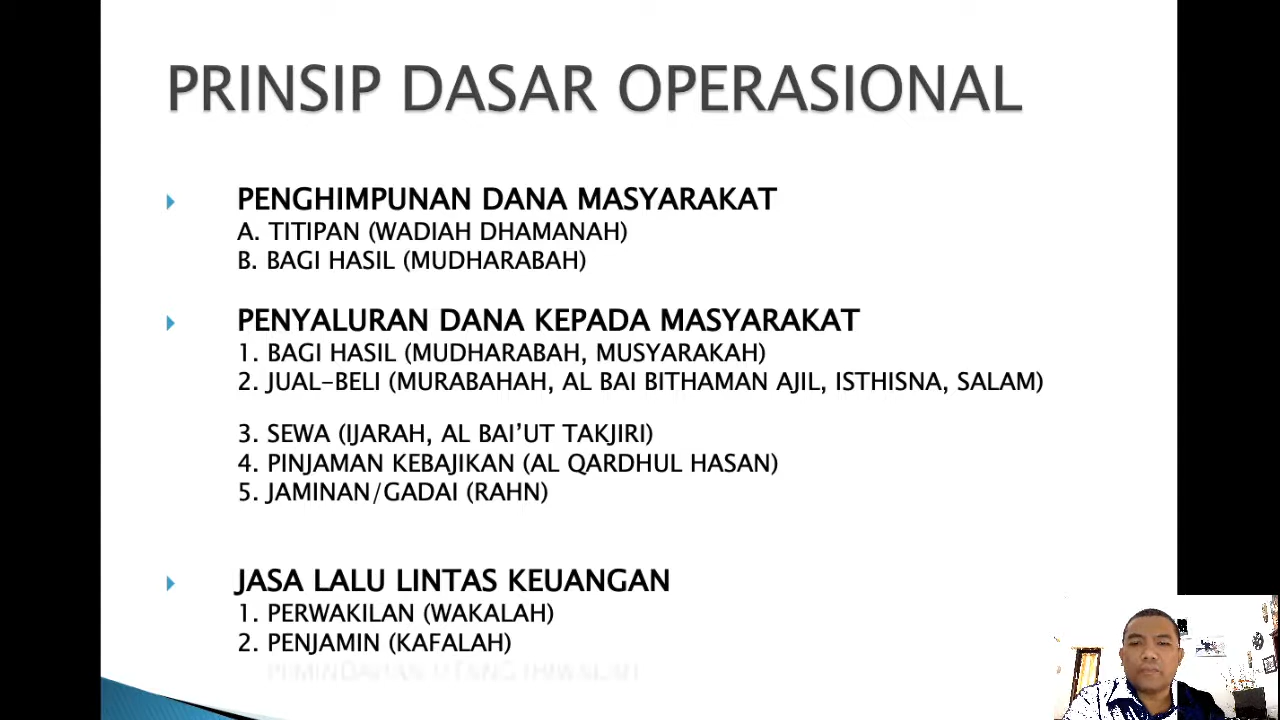 PRINSIP DASAR OPERASIONAL
PENGHIMPUNAN DANA MASYARAKAT
A. TITIPAN (WADIAH DHAMANAH)
B. BAGI HASIL (MUDHARABAH)
PENYALURAN DANA KEPADA MASYARAKAT
1. BAGI HASIL (MUDHARABAH, MUSYARAKAH)
2. JUAL-BELI (MURABAHAH, AL BAI BITHAMAN AJIL, ISTHISNA, SALAM)
3. SEWA (IJARAH, AL BAI’UT TAKJIRI)
4. PINJAMAN KEBAJIKAN (AL QARDHUL HASAN)
5. JAMINAN/GADAI (RAHN)
JASA LALU LINTAS KEUANGAN
1. PERWAKILAN (WAKALAH)
2. PENJAMIN (KAFALAH)